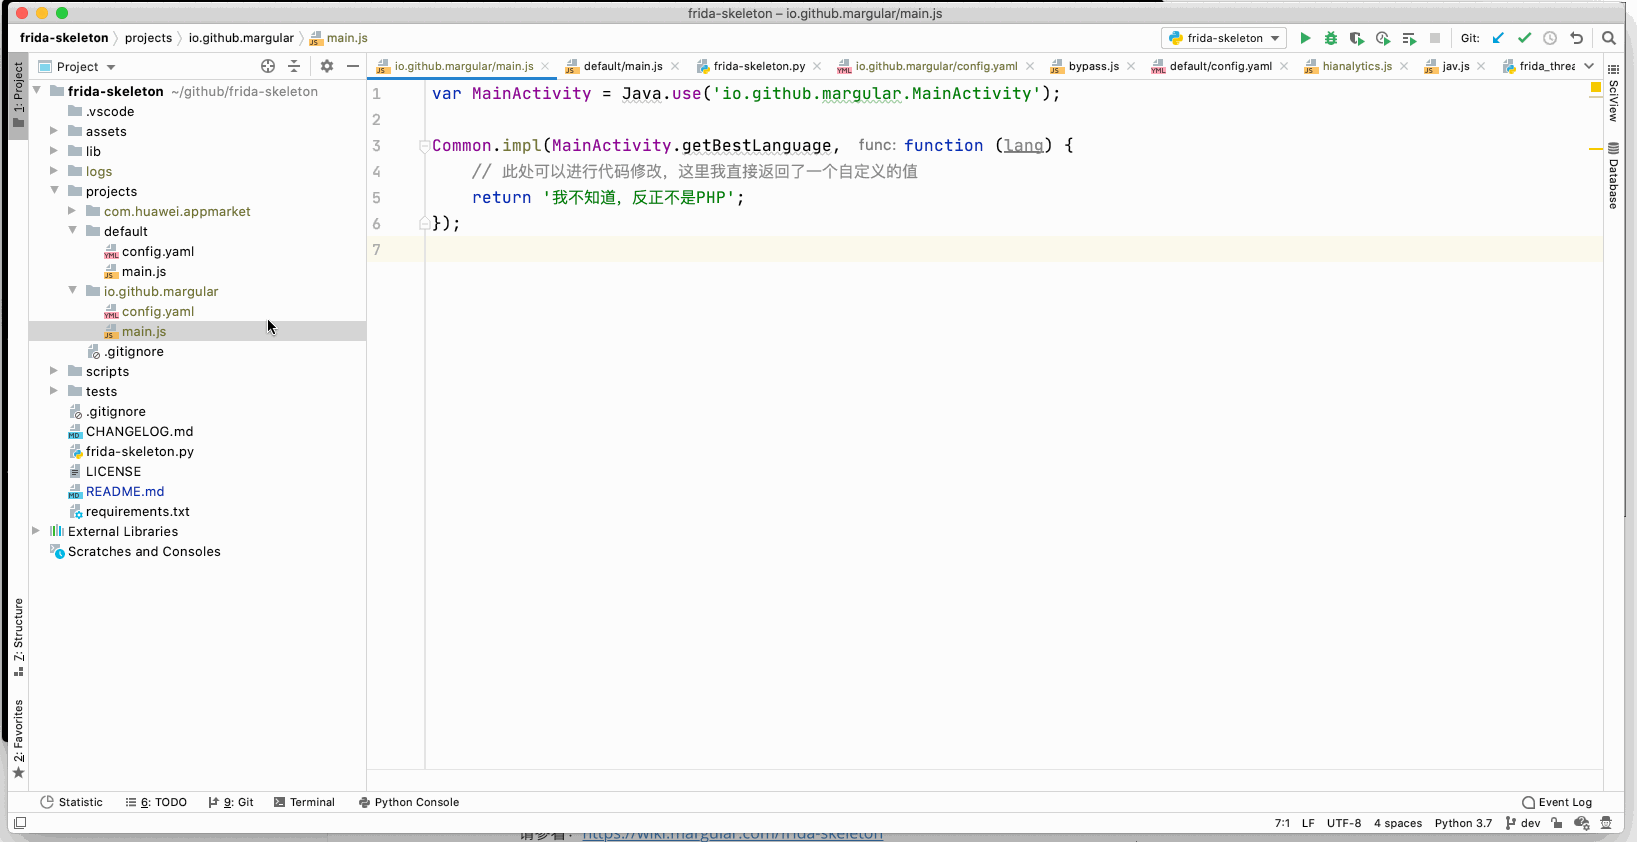 frida-skeleton – io.github.margular/main.js
frida-skeleton projects io.github.margular main.js
frida-skeleton Git:
1: Project
Project
io.github.margular/main.js default/main.js frida-skeleton.py io.github.margular/config.yaml bypass.js default/config.yaml hianalytics.js jav.js frida_threa
frida-skeleton ~/github/frida-skeleton
.vscode
assets
lib
logs
projects
com.huawei.appmarket
default
config.yaml
main.js
io.github.margular
config.yaml
main.js
.gitignore
scripts
tests
.gitignore
CHANGELOG.md
frida-skeleton.py
LICENSE
README.md
requirements.txt
External Libraries
Scratches and Consoles
1 var MainActivity = Java.use('io.github.margular.MainActivity');
2
3 Common.impl(MainActivity.getBestLanguage, func: function (lang) {
4 // 此处可以进行代码修改，这里我直接返回了一个自定义的值
5 return '我不知道，反正不是PHP';
6 });
7
SciView
Database
7: Structure
2: Favorites
Statistic 6: TODO 9: Git Terminal Python Console Event Log
7:1 LF UTF-8 4 spaces Python 3.7 dev
请参看： https://wiki.margular.com/frida-skeleton